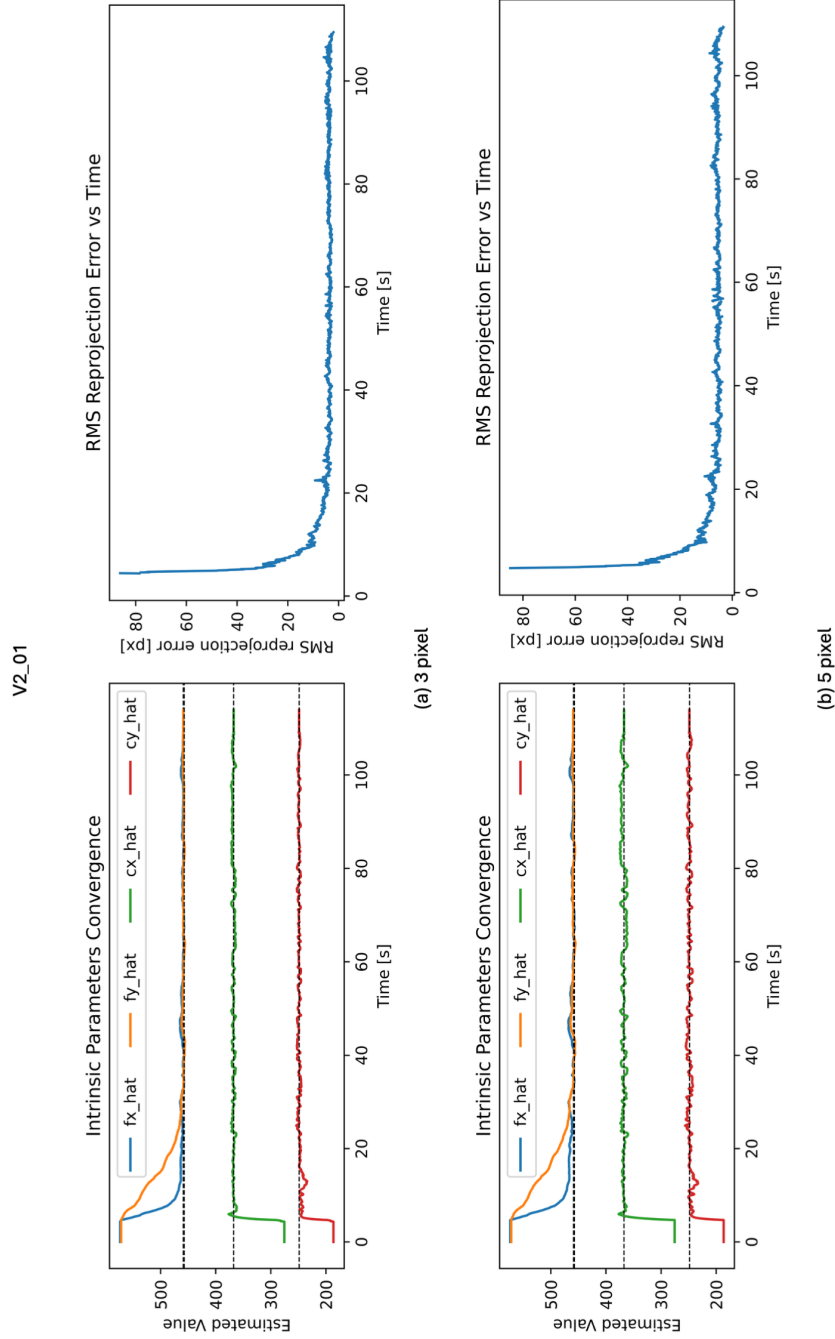 V2_01
Intrinsic Parameters Convergence
fx_hat fy_hat cx_hat cy_hat
500
400
300
200
Estimated Value
0 20 40 60 80 100
Time [s]
RMS Reprojection Error vs Time
80
60
40
20
0
RMS reprojection error [px]
0 20 40 60 80 100
Time [s]
(a) 3 pixel
Intrinsic Parameters Convergence
fx_hat fy_hat cx_hat cy_hat
500
400
300
200
Estimated Value
0 20 40 60 80 100
Time [s]
RMS Reprojection Error vs Time
80
60
40
20
0
RMS reprojection error [px]
0 20 40 60 80 100
Time [s]
(b) 5 pixel